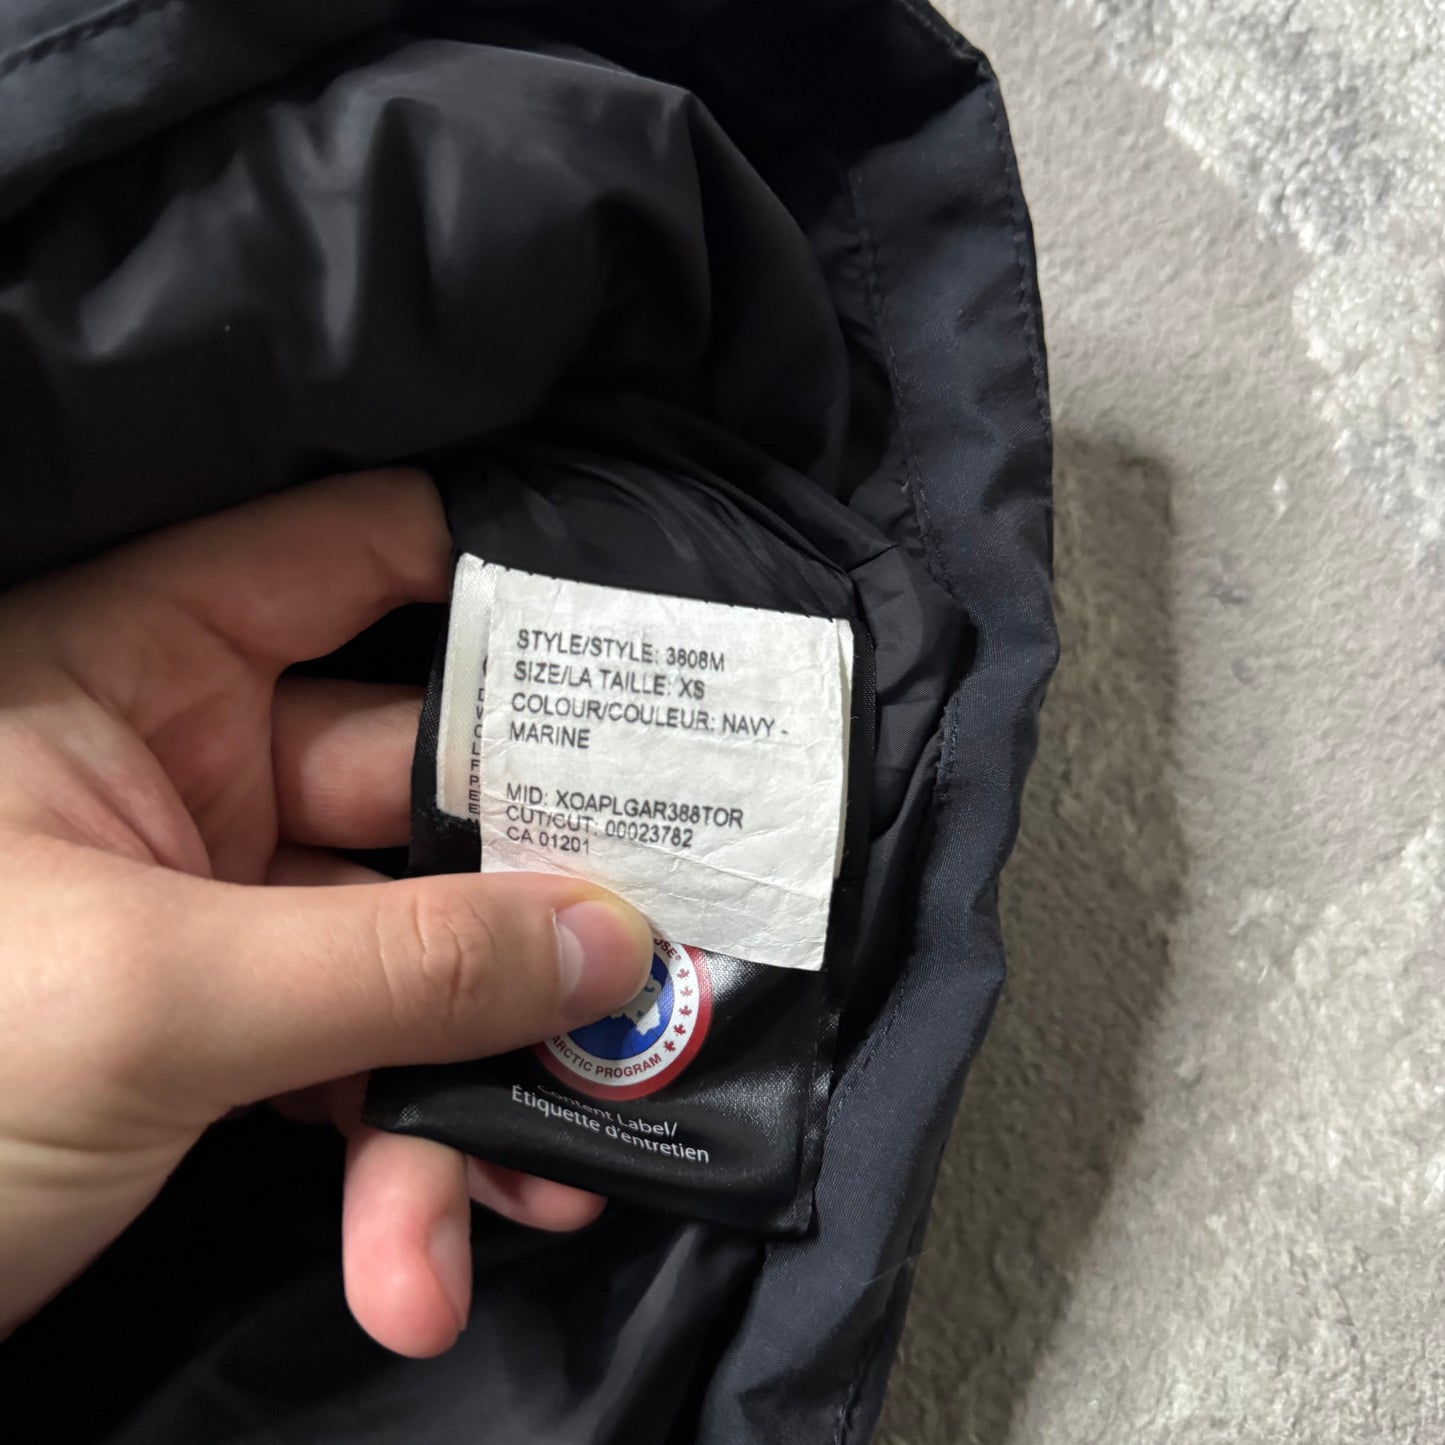 STYLE/STYLE: 3808M
SIZE/LA TAILLE: XS
COLOUR/COULEUR: NAVY -
MARINE
MID: XOAPLGAR388TOR
CUT/CUT: 00023782
CA 01201
ARCTIC PROGRAM
Content Label/
Étiquette d'entretien